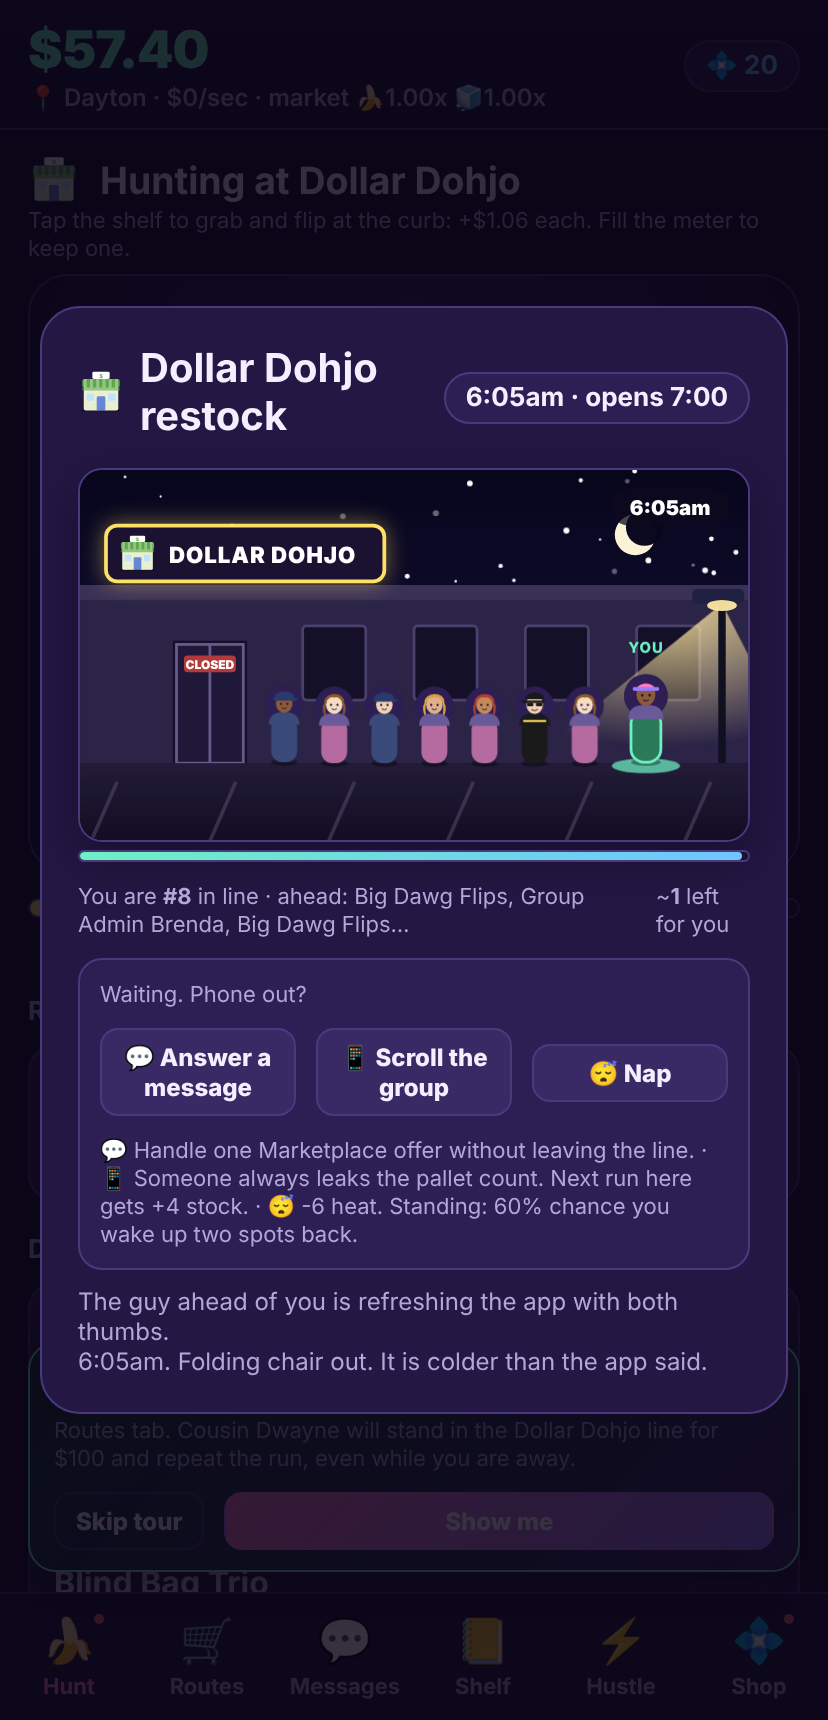 $57.40
Dayton · $0/sec · market 🍌1.00x 🧊1.00x
20
Hunting at Dollar Dohjo
Tap the shelf to grab and flip at the curb: +$1.06 each. Fill the meter to
keep one.
Dollar Dohjo
restock
6:05am · opens 7:00
6:05am
DOLLAR DOHJO
CLOSED
YOU
You are #8 in line · ahead: Big Dawg Flips, Group
Admin Brenda, Big Dawg Flips...
~1 left
for you
Waiting. Phone out?
💬 Answer a
message
📱 Scroll the
group
😴 Nap
💬 Handle one Marketplace offer without leaving the line. ·
📱 Someone always leaks the pallet count. Next run here
gets +4 stock. · 😴 -6 heat. Standing: 60% chance you
wake up two spots back.
The guy ahead of you is refreshing the app with both
thumbs.
6:05am. Folding chair out. It is colder than the app said.
Routes tab. Cousin Dwayne will stand in the Dollar Dohjo line for
$100 and repeat the run, even while you are away.
Skip tour
Show me
Blind Bag Trio
Hunt
Routes
Messages
Shelf
Hustle
Shop